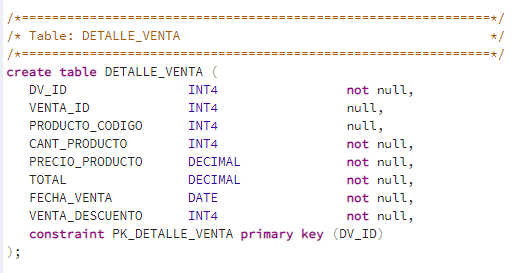 /*==============================================================*/
/* Table: DETALLE_VENTA                                         */
/*==============================================================*/
create table DETALLE_VENTA (
   DV_ID                INT4                 not null,
   VENTA_ID             INT4                 null,
   PRODUCTO_CODIGO      INT4                 null,
   CANT_PRODUCTO        INT4                 not null,
   PRECIO_PRODUCTO      DECIMAL              not null,
   TOTAL                DECIMAL              not null,
   FECHA_VENTA          DATE                 not null,
   VENTA_DESCUENTO      INT4                 not null,
   constraint PK_DETALLE_VENTA primary key (DV_ID)
);